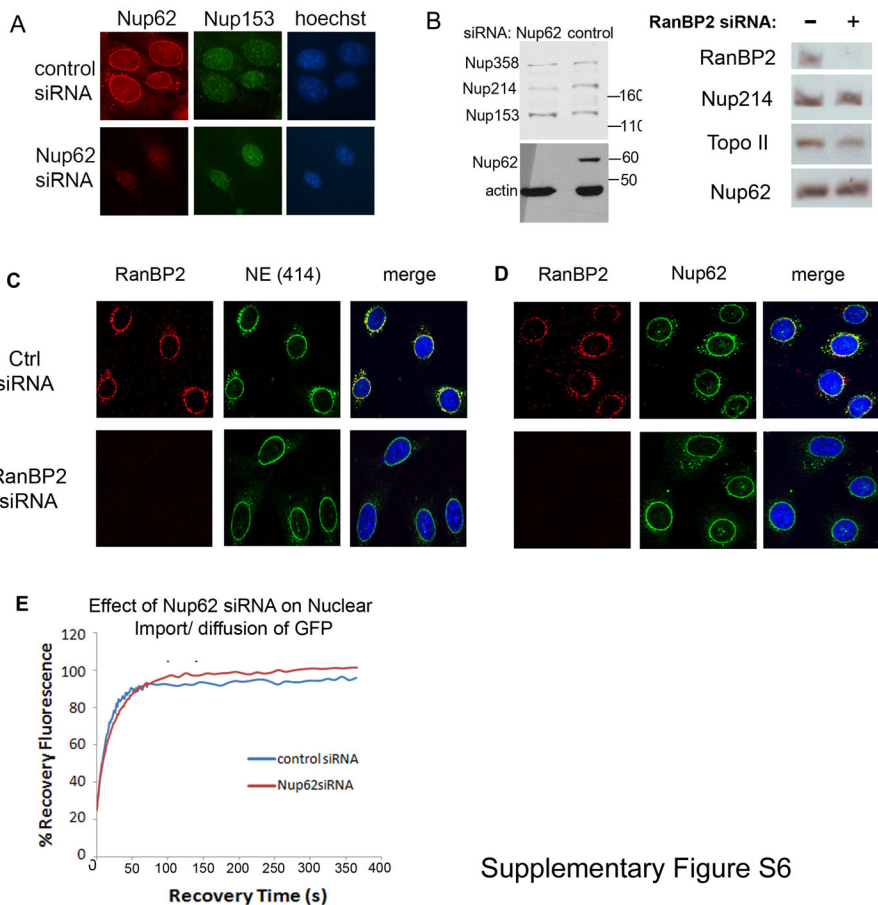 A
Nup62 Nup153 hoechst
control
siRNA
Nup62
siRNA
B
siRNA: Nup62 control
Nup358
Nup214
Nup153
160
110
Nup62
actin
60
50
RanBP2 siRNA: – +
RanBP2
Nup214
Topo II
Nup62
C
RanBP2 NE (414) merge
Ctrl
siRNA
RanBP2
siRNA
D
RanBP2 Nup62 merge
E
Effect of Nup62 siRNA on Nuclear
Import/ diffusion of GFP
% Recovery Fluorescence
120
100
80
60
40
20
0
control siRNA
Nup62siRNA
0 50 100 150 200 250 300 350 400
Recovery Time (s)
Supplementary Figure S6